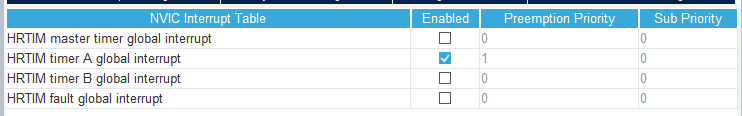 NVIC Interrupt Table Enabled Preemption Priority Sub Priority
HRTIM master timer global interrupt 0 0
HRTIM timer A global interrupt 1 0
HRTIM timer B global interrupt 0 0
HRTIM fault global interrupt 0 0